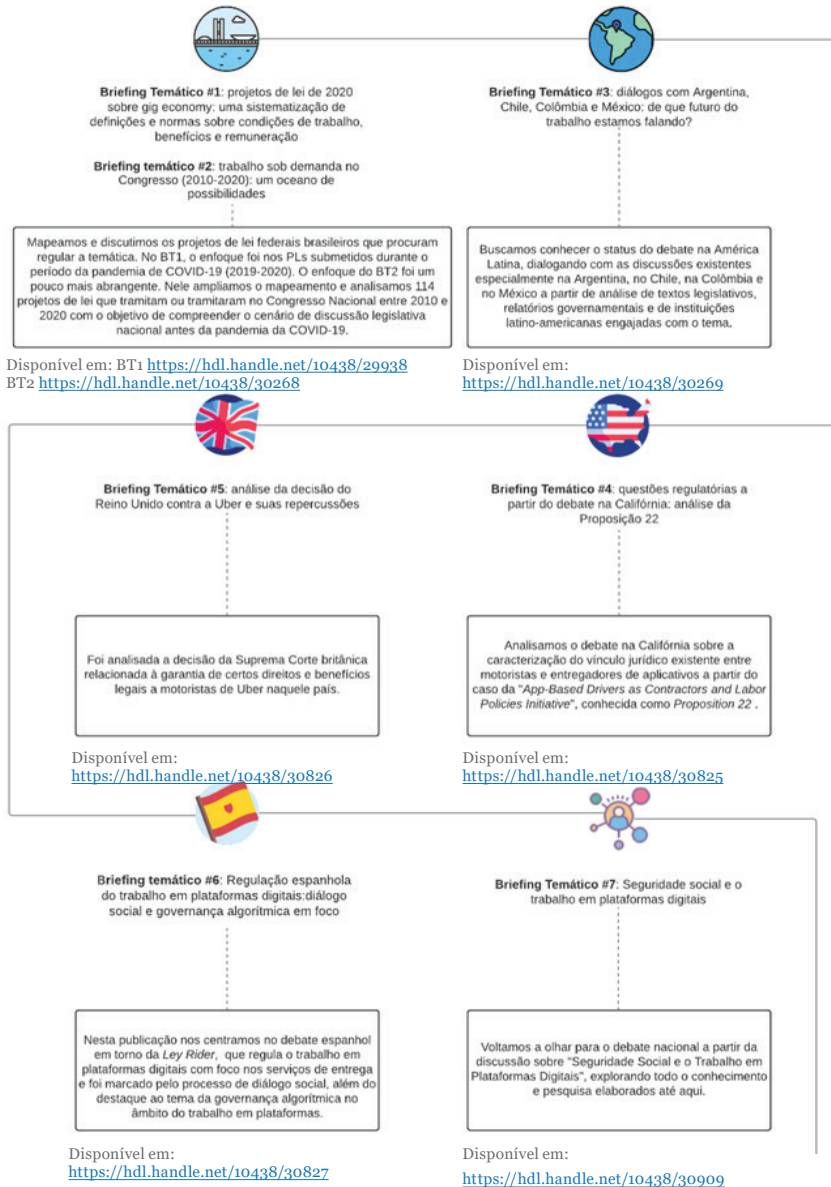 Briefing Temático #1: projetos de lei de 2020
sobre gig economy: uma sistematização de
definições e normas sobre condições de trabalho,
benefícios e remuneração
Briefing temático #2: trabalho sob demanda no
Congresso (2010-2020): um oceano de
possibilidades
Mapeamos e discutimos os projetos de lei federais brasileiros que procuram
regular a temática. No BT1, o enfoque foi nos PLs submetidos durante o
período da pandemia de COVID-19 (2019-2020). O enfoque do BT2 foi um
pouco mais abrangente. Nele ampliamos o mapeamento e analisamos 114
projetos de lei que tramitam ou tramitaram no Congresso Nacional entre 2010 e
2020 com o objetivo de compreender o cenário de discussão legislativa
nacional antes da pandemia da COVID-19.
Disponível em: BT1 https://hdl.handle.net/10438/29938
BT2 https://hdl.handle.net/10438/30268
Briefing Temático #3: diálogos com Argentina,
Chile, Colômbia e México: de que futuro do
trabalho estamos falando?
Buscamos conhecer o status do debate na América
Latina, dialogando com as discussões existentes
especialmente na Argentina, no Chile, na Colômbia e
no México a partir de análise de textos legislativos,
relatórios governamentais e de instituições
latino-americanas engajadas com o tema.
Disponível em:
https://hdl.handle.net/10438/30269
Briefing Temático #5: análise da decisão do
Reino Unido contra a Uber e suas repercussões
Foi analisada a decisão da Suprema Corte britânica
relacionada à garantia de certos direitos e benefícios
legais a motoristas de Uber naquele país.
Disponível em:
https://hdl.handle.net/10438/30826
Briefing Temático #4: questões regulatórias a
partir do debate na Califórnia: análise da
Proposição 22
Analisamos o debate na Califórnia sobre a
caracterização do vínculo jurídico existente entre
motoristas e entregadores de aplicativos a partir do
caso da "App-Based Drivers as Contractors and Labor
Policies Initiative", conhecida como Proposition 22 .
Disponível em:
https://hdl.handle.net/10438/30825
Briefing temático #6: Regulação espanhola
do trabalho em plataformas digitais:diálogo
social e governança algorítmica em foco
Nesta publicação nos centramos no debate espanhol
em torno da Ley Rider, que regula o trabalho em
plataformas digitais com foco nos serviços de entrega
e foi marcado pelo processo de diálogo social, além do
destaque ao tema da governança algorítmica no
âmbito do trabalho em plataformas.
Disponível em:
https://hdl.handle.net/10438/30827
Briefing Temático #7: Seguridade social e o
trabalho em plataformas digitais
Voltamos a olhar para o debate nacional a partir da
discussão sobre "Seguridade Social e o Trabalho em
Plataformas Digitais", explorando todo o conhecimento
e pesquisa elaborados até aqui.
Disponível em:
https://hdl.handle.net/10438/30909